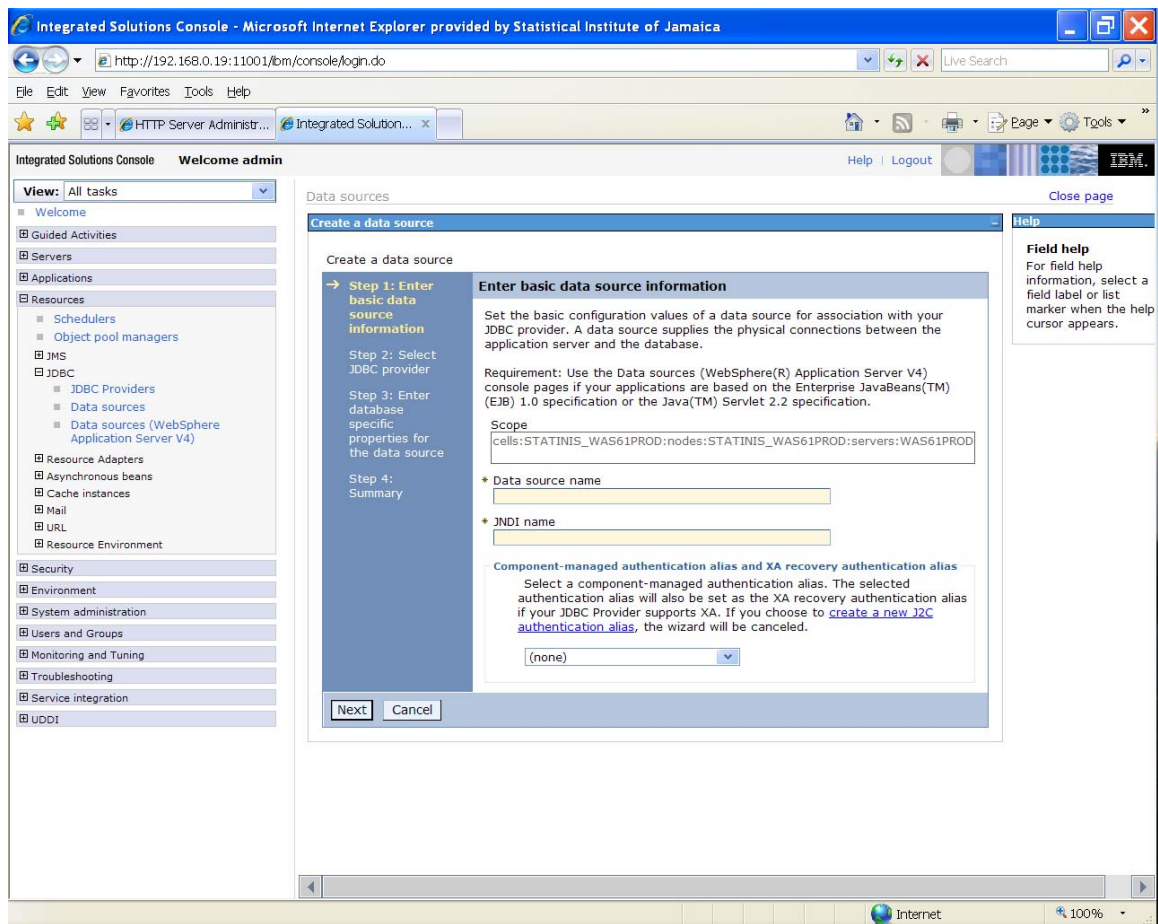 Integrated Solutions Console - Microsoft Internet Explorer provided by Statistical Institute of Jamaica
http://192.168.0.19:11001/ibm/console/login.do
Live Search
File Edit View Favorites Tools Help
HTTP Server Administr...
Integrated Solution...
Page
Tools
Integrated Solutions Console Welcome admin
Help | Logout
IBM.
View: All tasks
Welcome
Guided Activities
Servers
Applications
Resources
Schedulers
Object pool managers
JMS
JDBC
JDBC Providers
Data sources
Data sources (WebSphere
Application Server V4)
Resource Adapters
Asynchronous beans
Cache instances
Mail
URL
Resource Environment
Security
Environment
System administration
Users and Groups
Monitoring and Tuning
Troubleshooting
Service integration
UDDI
Data sources
Close page
Create a data source
Create a data source
Step 1: Enter
basic data
source
information
Step 2: Select
JDBC provider
Step 3: Enter
database
specific
properties for
the data source
Step 4:
Summary
Enter basic data source information
Set the basic configuration values of a data source for association with your
JDBC provider. A data source supplies the physical connections between the
application server and the database.
Requirement: Use the Data sources (WebSphere(R) Application Server V4)
console pages if your applications are based on the Enterprise JavaBeans(TM)
(EJB) 1.0 specification or the Java(TM) Servlet 2.2 specification.
Scope
cells:STATINIS_WAS61PROD:nodes:STATINIS_WAS61PROD:servers:WAS61PROD
* Data source name
* JNDI name
Component-managed authentication alias and XA recovery authentication alias
Select a component-managed authentication alias. The selected
authentication alias will also be set as the XA recovery authentication alias
if your JDBC Provider supports XA. If you choose to create a new J2C
authentication alias, the wizard will be canceled.
(none)
Next Cancel
Help
Field help
For field help
information, select a
field label or list
marker when the help
cursor appears.
Internet
100%